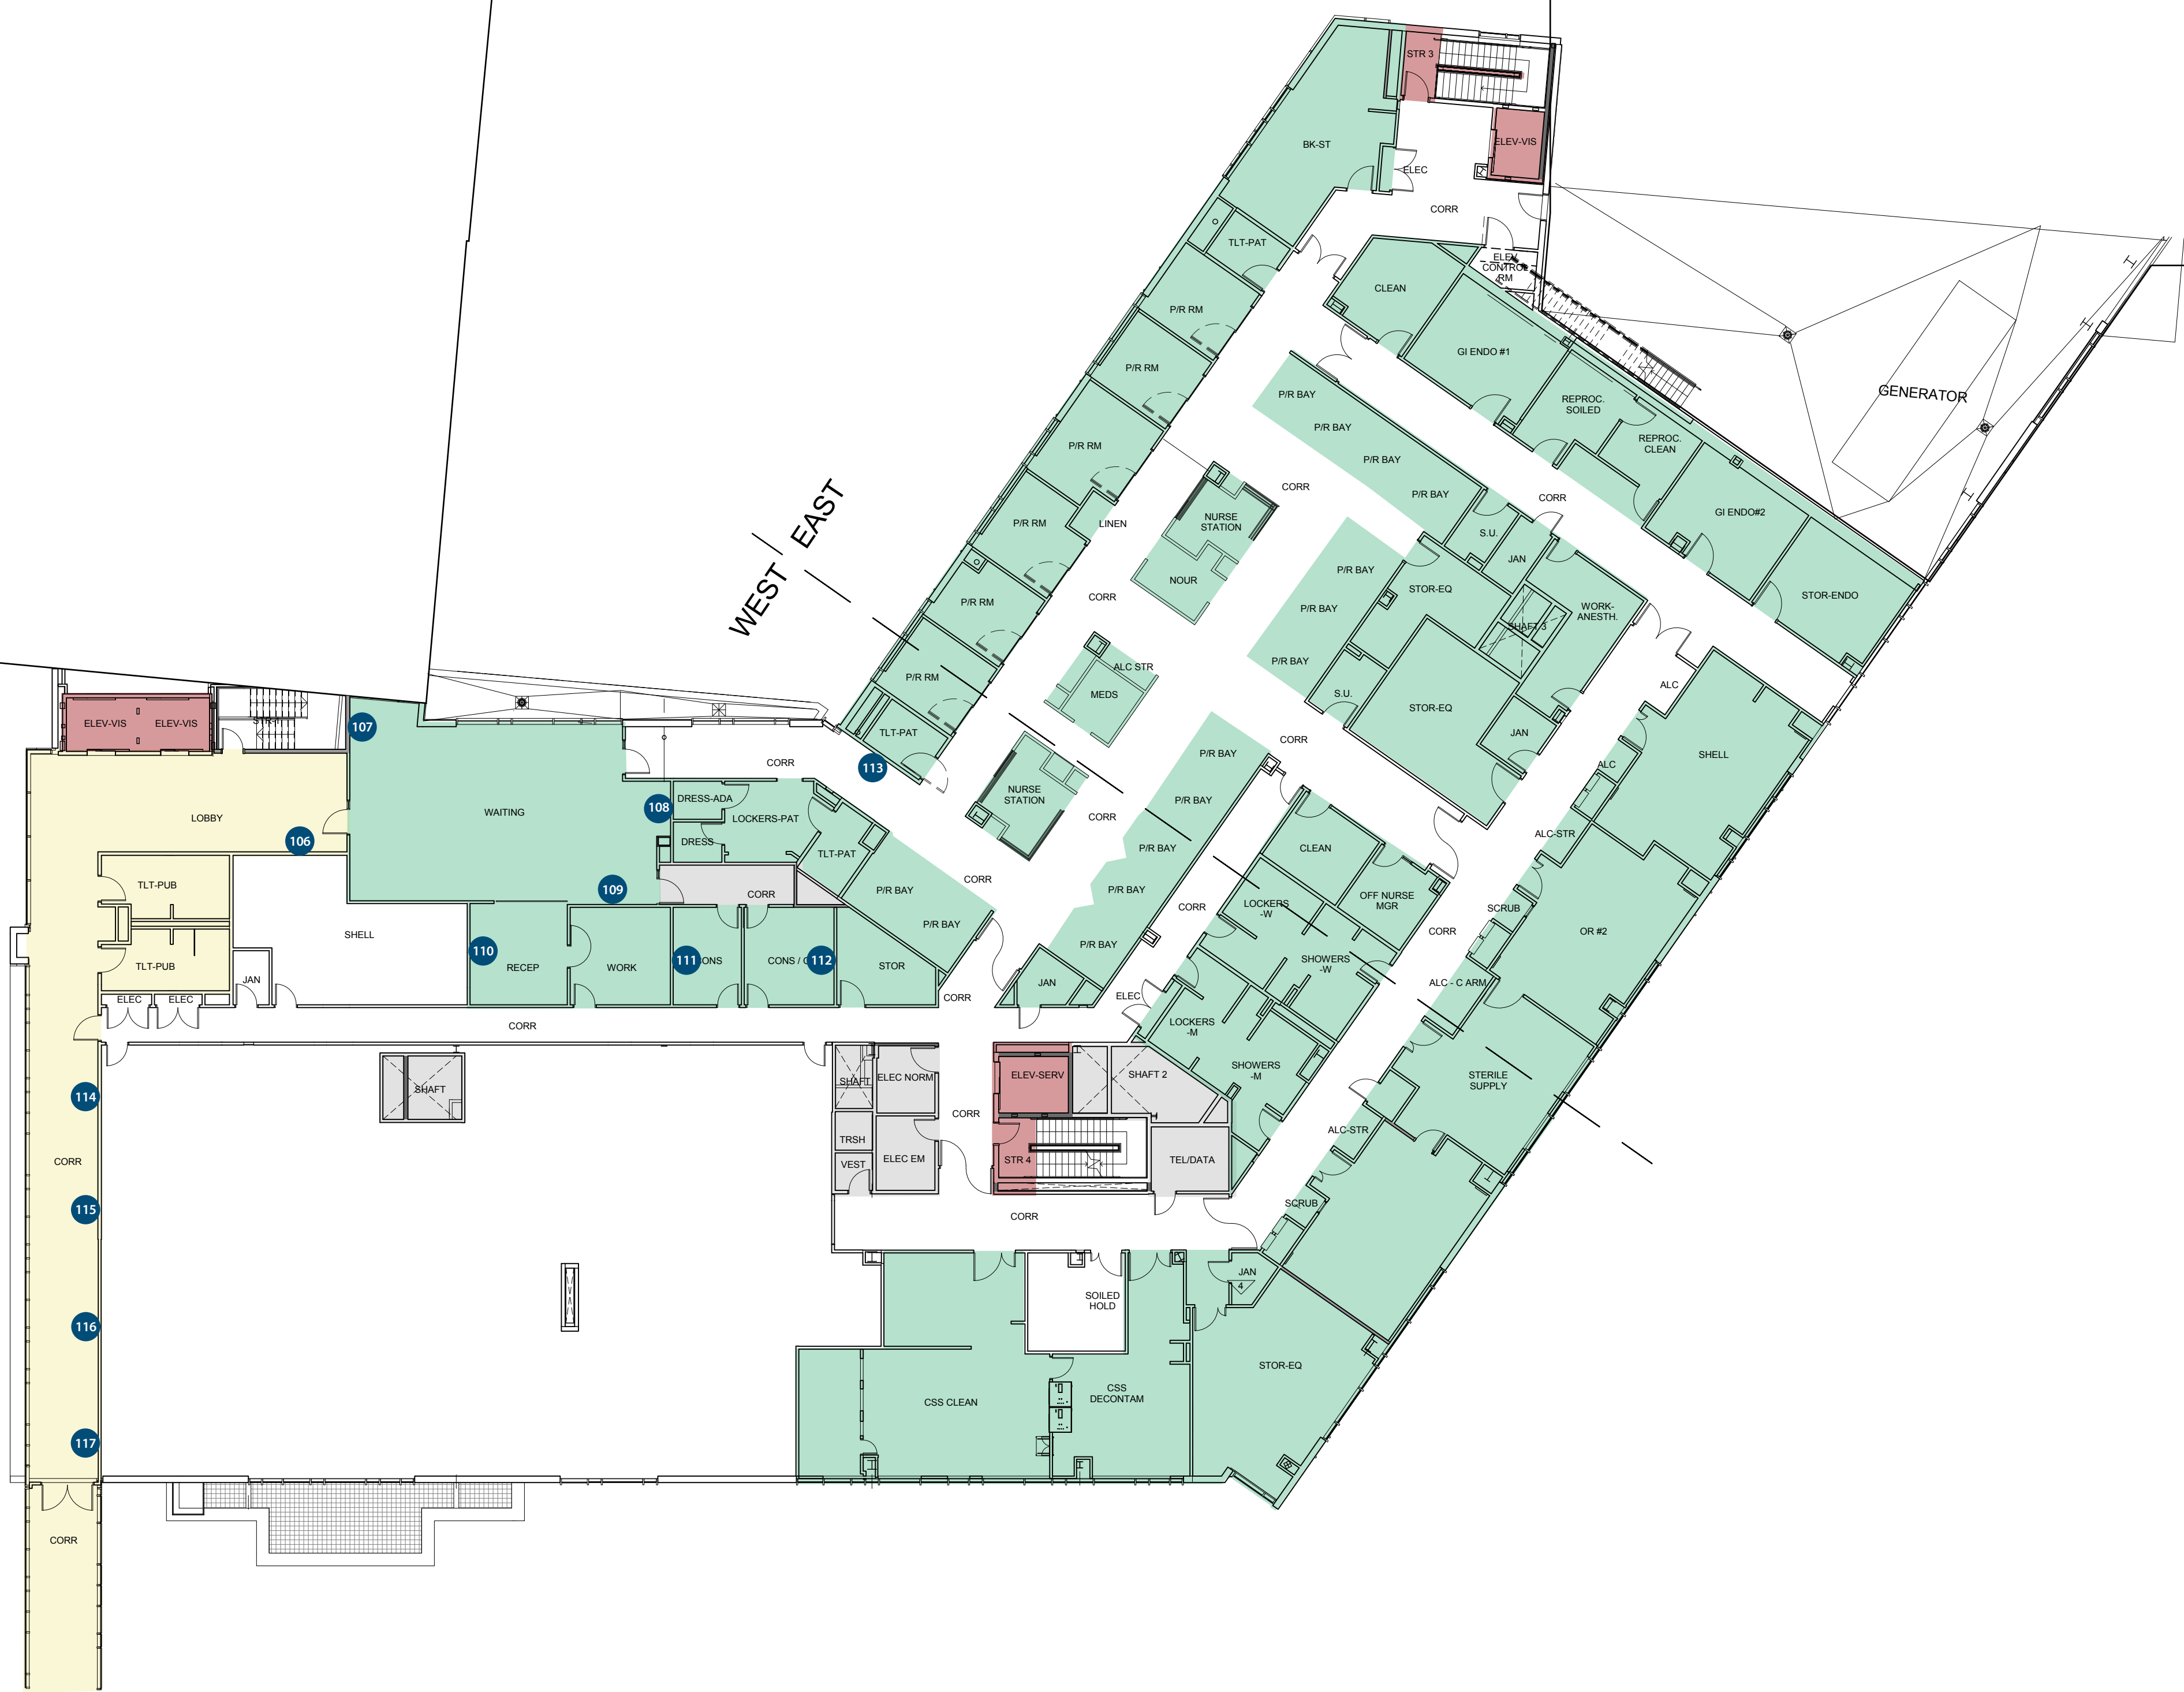 STR 3
ELEV-VIS
BK-ST
ELEC
CORR
TLT-PAT
ELEV
CONTROL
RM
CLEAN
P/R RM
GI ENDO #1
P/R RM
P/R BAY
GENERATOR
REPROC.
SOILED
P/R BAY
P/R RM
REPROC.
CLEAN
P/R BAY
CORR
P/R BAY
CORR
EAST
WEST
P/R RM
LINEN
NURSE
STATION
GI ENDO#2
S.U.
JAN
P/R BAY
NOUR
STOR-EQ
STOR-ENDO
CORR
P/R RM
P/R BAY
WORK-
ANESTH.
SHAFT 3
P/R BAY
ALC STR
P/R RM
MEDS
S.U.
ALC
STOR-EQ
ELEV-VIS
ELEV-VIS
STR-1
107
TLT-PAT
JAN
CORR
CORR
113
P/R BAY
SHELL
ALC
NURSE
STATION
DRESS-ADA
108
P/R BAY
WAITING
LOBBY
LOCKERS-PAT
CORR
106
DRESS
ALC-STR
TLT-PAT
P/R BAY
CLEAN
CORR
TLT-PUB
109
CORR
P/R BAY
P/R BAY
OFF NURSE
MGR
LOCKERS
-W
CORR
SCRUB
P/R BAY
SHELL
CORR
OR #2
110
P/R BAY
111
CONS
CONS / C
112
STOR
SHOWERS
-W
TLT-PUB
RECEP
WORK
JAN
JAN
ALC - C ARM
ELEC
ELEC
CORR
ELEC
CORR
LOCKERS
-M
SHAFT
SHAFT
ELEC NORM
ELEV-SERV
SHAFT 2
SHOWERS
-M
STERILE
SUPPLY
114
CORR
TRSH
ALC-STR
CORR
VEST
ELEC EM
STR 4
TEL/DATA
115
SCRUB
CORR
JAN
4
SOILED
HOLD
116
STOR-EQ
CSS
DECONTAM
CSS CLEAN
117
CORR